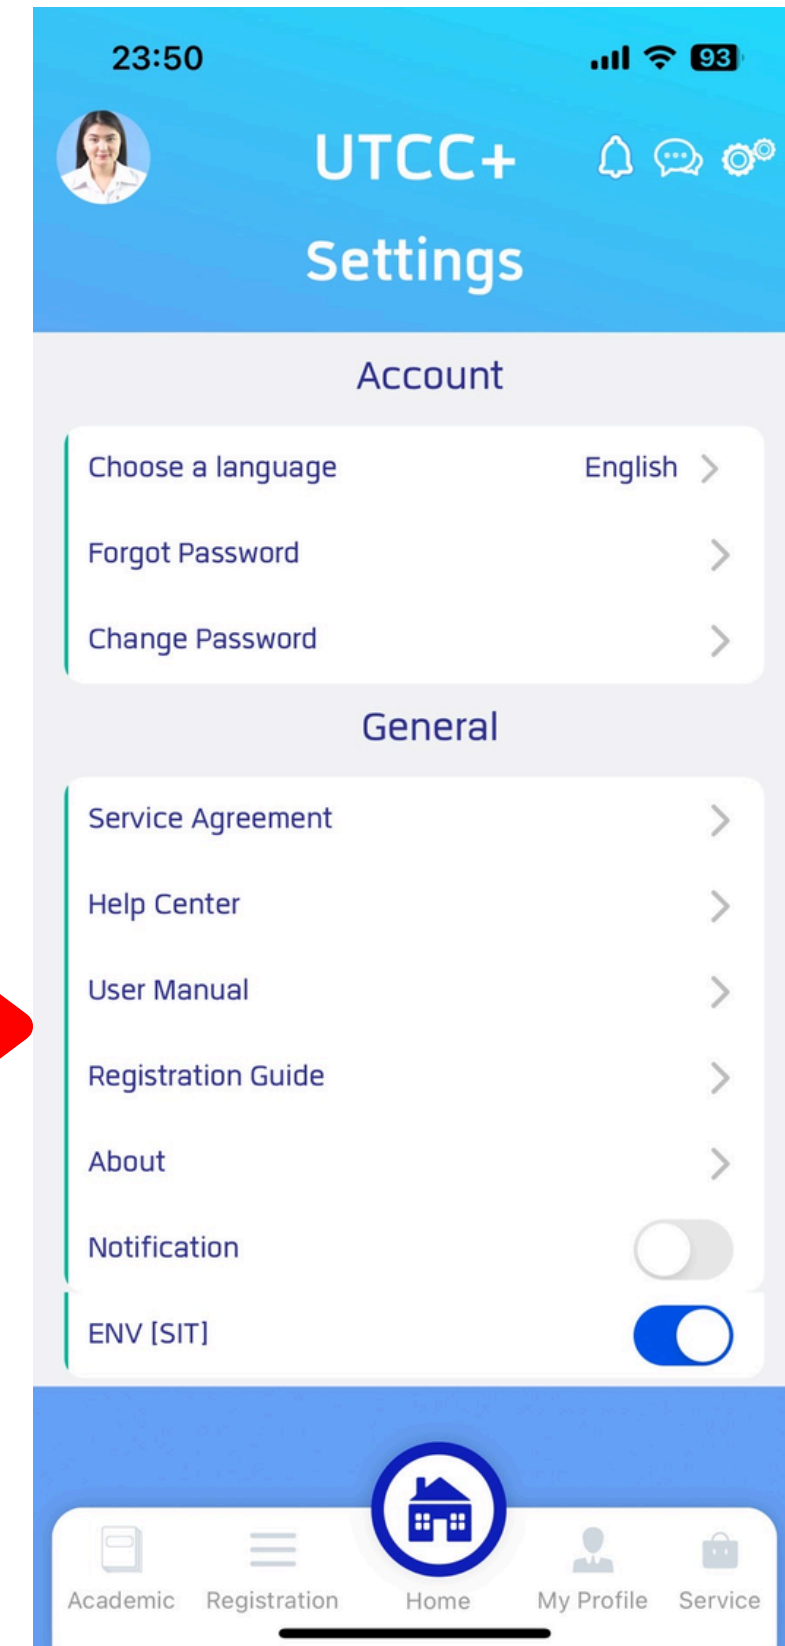 23:50
93
UTCC+
Settings
Account
Choose a language English
Forgot Password
Change Password
General
Service Agreement
Help Center
User Manual
Registration Guide
About
Notification
ENV [SIT]
Academic Registration Home My Profile Service